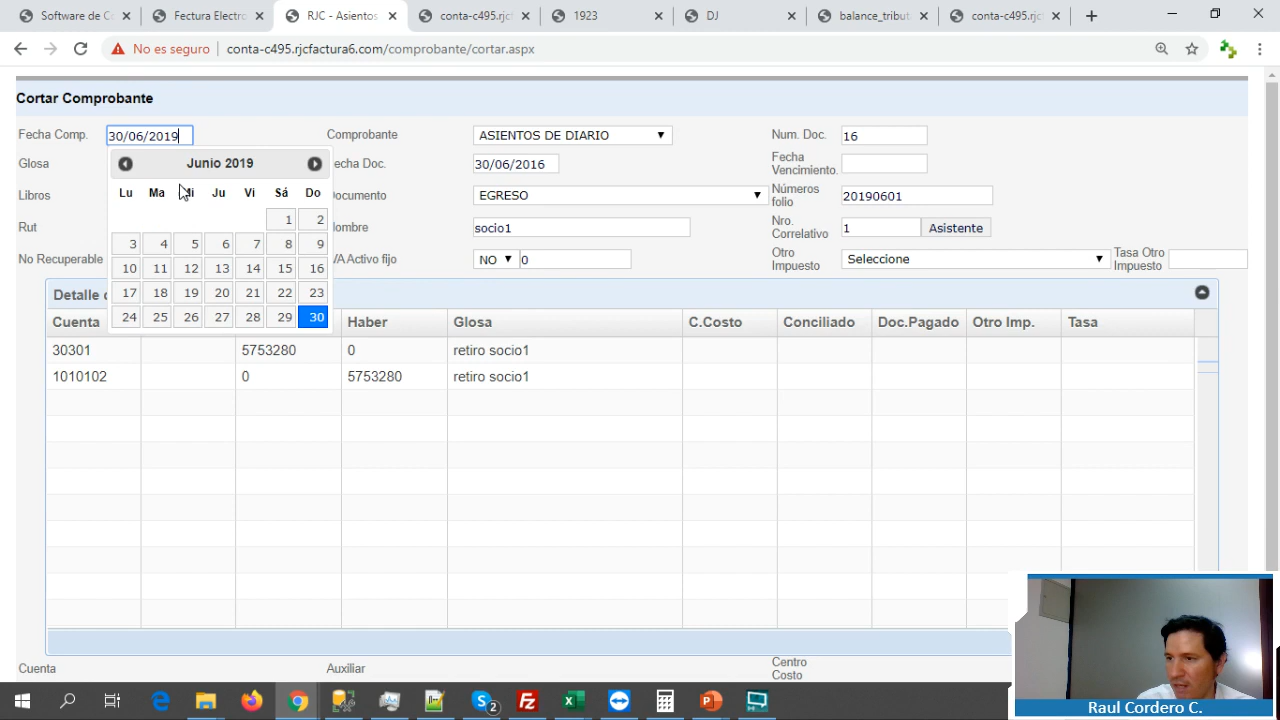 Software de Co
Fectura Electro
RJC - Asientos
conta-c495.rjc
1923
DJ
balance_tribut
conta-c495.rjc
No es seguro
conta-c495.rjcfactura6.com/comprobante/cortar.aspx
Cortar Comprobante
Fecha Comp. 30/06/2019 Comprobante ASIENTOS DE DIARIO Num. Doc. 16
Glosa echa Doc. 30/06/2016 Fecha Vencimiento.
Libros ocumento EGRESO Números folio 20190601
Rut ombre socio1 Nro. Correlativo 1 Asistente
No Recuperable VA Activo fijo NO 0 Otro Impuesto Seleccione Tasa Otro Impuesto
Junio 2019
Lu Ma Mi Ju Vi Sá Do
1 2
3 4 5 6 7 8 9
10 11 12 13 14 15 16
17 18 19 20 21 22 23
24 25 26 27 28 29 30
Detalle d
Cuenta Haber Glosa C.Costo Conciliado Doc.Pagado Otro Imp. Tasa
30301 5753280 0 retiro socio1
1010102 0 5753280 retiro socio1
Cuenta Auxiliar Centro Costo
2
Raul Cordero C.